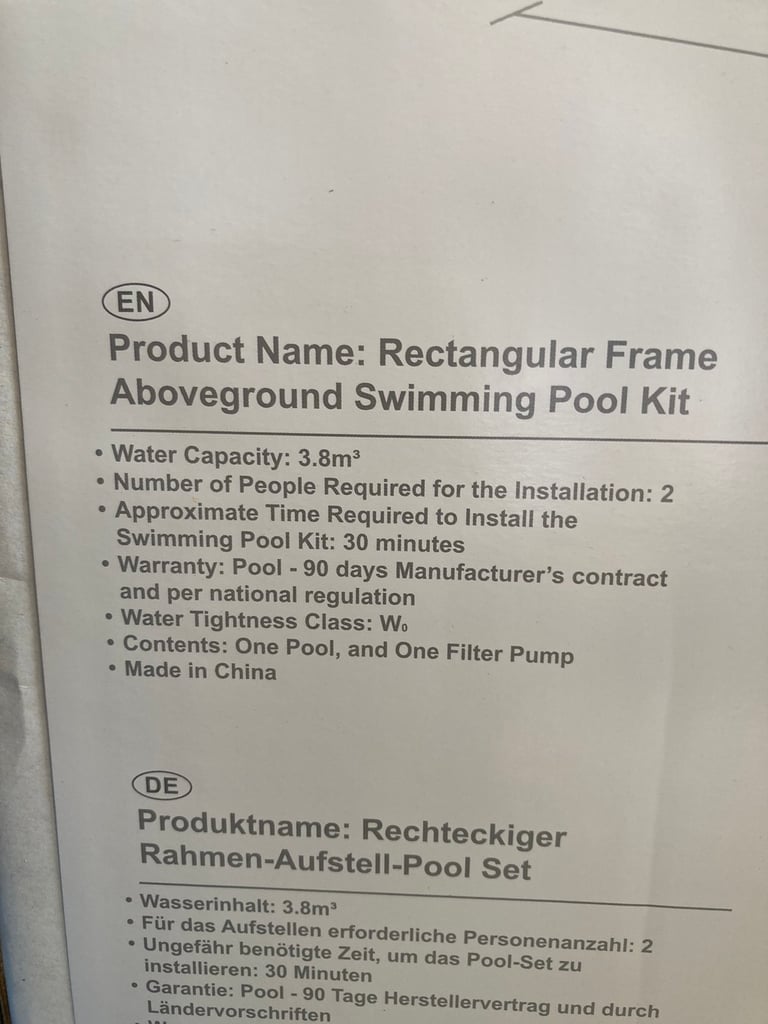 EN
Product Name: Rectangular Frame
Aboveground Swimming Pool Kit
• Water Capacity: 3.8m³
• Number of People Required for the Installation: 2
• Approximate Time Required to Install the
Swimming Pool Kit: 30 minutes
• Warranty: Pool - 90 days Manufacturer's contract
and per national regulation
• Water Tightness Class: W₀
• Contents: One Pool, and One Filter Pump
• Made in China
DE
Produktname: Rechteckiger
Rahmen-Aufstell-Pool Set
• Wasserinhalt: 3.8m³
• Für das Aufstellen erforderliche Personenanzahl: 2
• Ungefähr benötigte Zeit, um das Pool-Set zu
installieren: 30 Minuten
• Garantie: Pool - 90 Tage Herstellervertrag und durch
Ländervorschriften